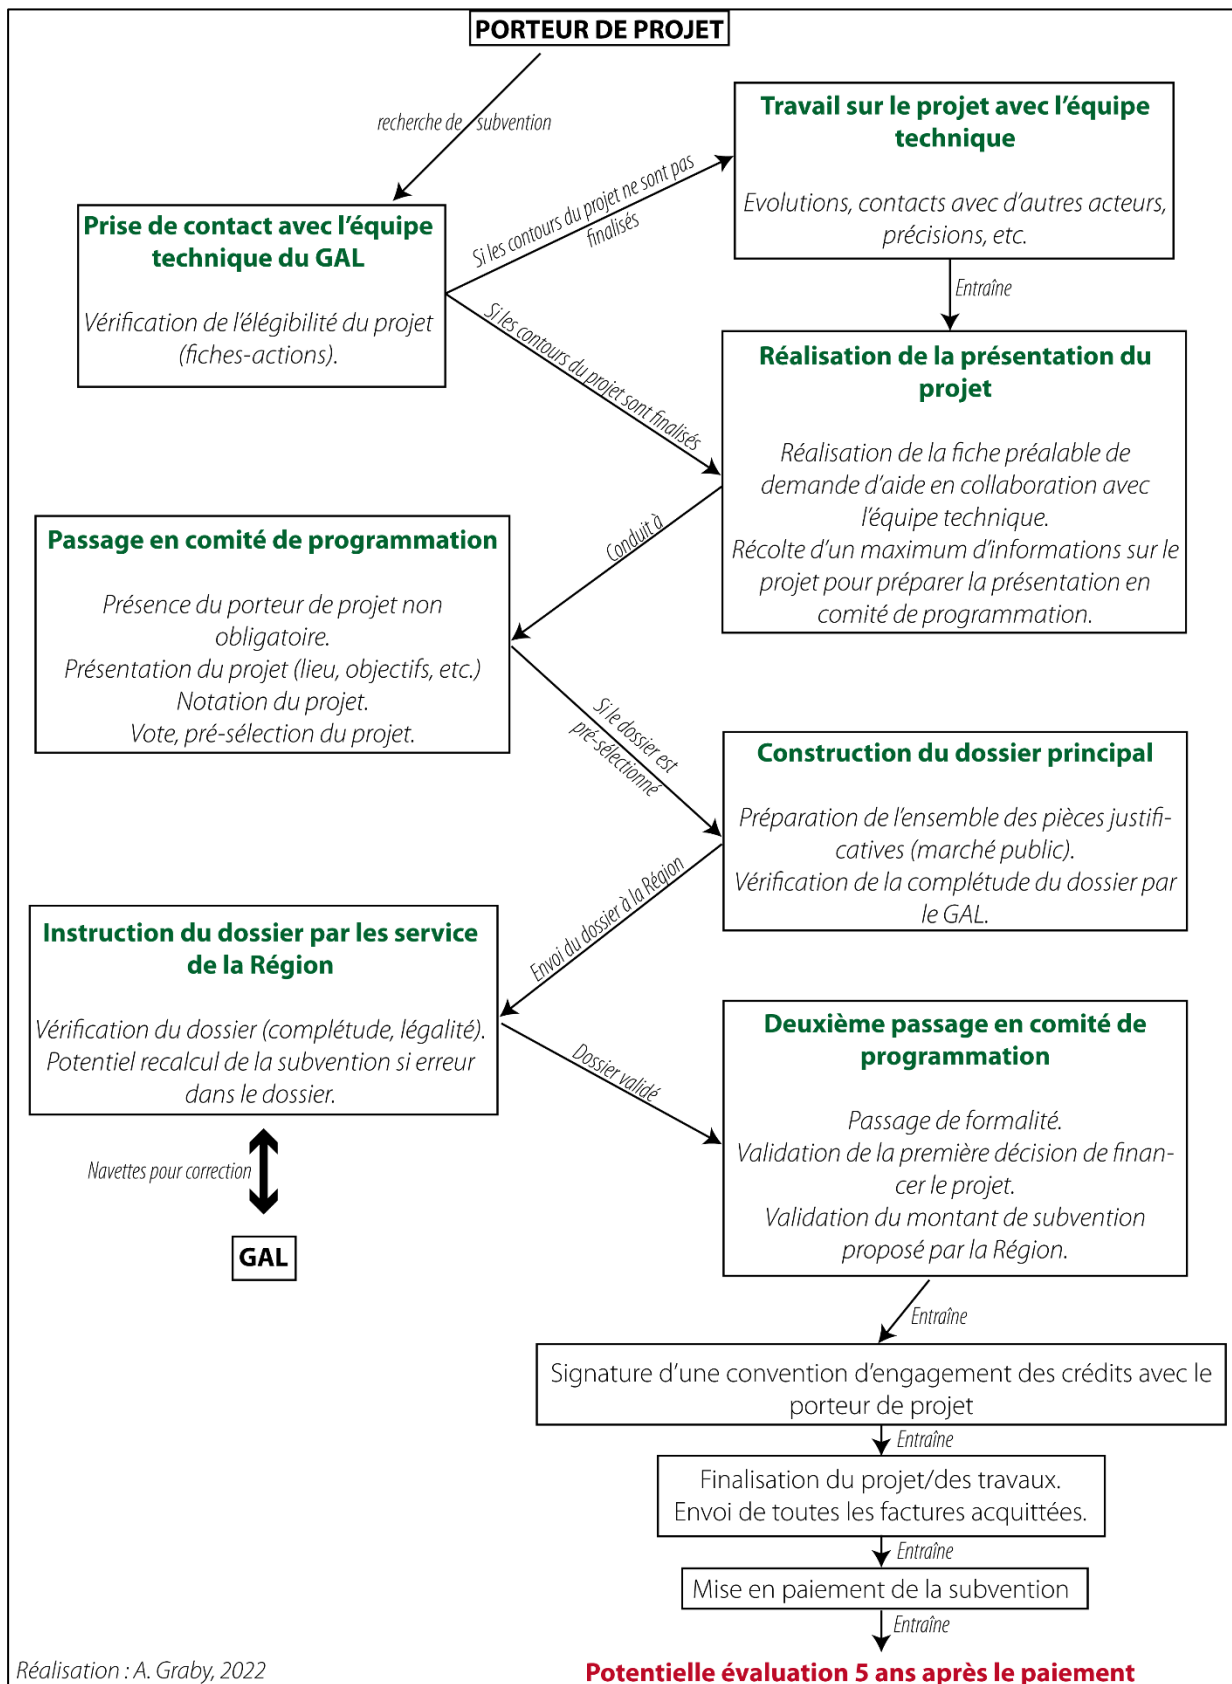 PORTEUR DE PROJET
recherche de subvention
Prise de contact avec l’équipe
technique du GAL
Vérification de l’élégibilité du projet
(fiches-actions).
Si les contours du projet ne sont pas
finalisés
Travail sur le projet avec l’équipe
technique
Evolutions, contacts avec d’autres acteurs,
précisions, etc.
Entraîne
Si les contours du projet sont finalisés
Réalisation de la présentation du
projet
Réalisation de la fiche préalable de
demande d’aide en collaboration avec
l’équipe technique.
Récolte d’un maximum d’informations sur le
projet pour préparer la présentation en
comité de programmation.
Conduit à
Passage en comité de programmation
Présence du porteur de projet non
obligatoire.
Présentation du projet (lieu, objectifs, etc.)
Notation du projet.
Vote, pré-sélection du projet.
Si le dossier est
pré-sélectionné
Construction du dossier principal
Préparation de l’ensemble des pièces justifi-
catives (marché public).
Vérification de la complétude du dossier par
le GAL.
Envoi du dossier à la Région
Instruction du dossier par les service
de la Région
Vérification du dossier (complétude, légalité).
Potentiel recalcul de la subvention si erreur
dans le dossier.
Navettes pour correction
GAL
Dossier validé
Deuxième passage en comité de
programmation
Passage de formalité.
Validation de la première décision de finan-
cer le projet.
Validation du montant de subvention
proposé par la Région.
Entraîne
Signature d’une convention d’engagement des crédits avec le
porteur de projet
Entraîne
Finalisation du projet/des travaux.
Envoi de toutes les factures acquittées.
Entraîne
Mise en paiement de la subvention
Entraîne
Potentielle évaluation 5 ans après le paiement
Réalisation : A. Graby, 2022